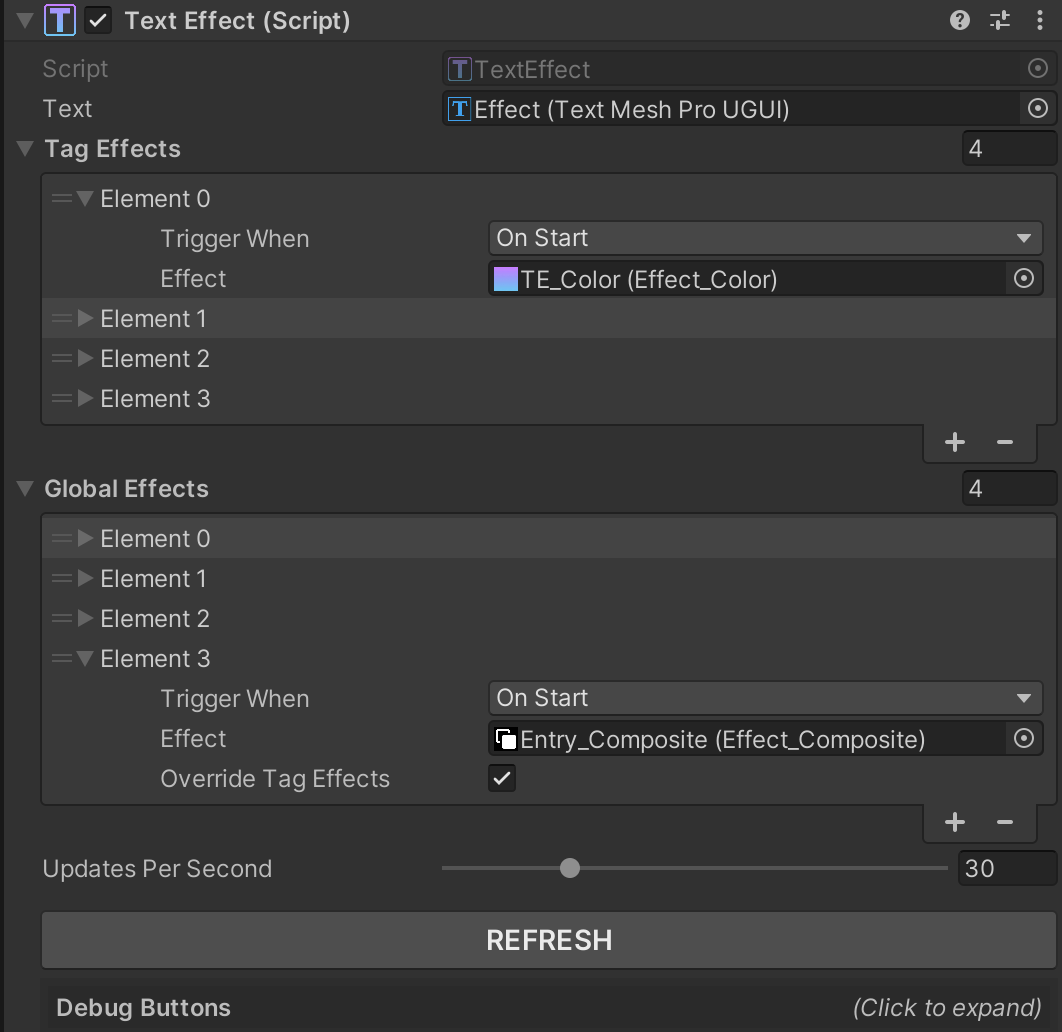 Text Effect (Script)
Script TextEffect
Text Effect (Text Mesh Pro UGUI)
Tag Effects 4
Element 0
Trigger When On Start
Effect TE_Color (Effect_Color)
Element 1
Element 2
Element 3
Global Effects 4
Element 0
Element 1
Element 2
Element 3
Trigger When On Start
Effect Entry_Composite (Effect_Composite)
Override Tag Effects
Updates Per Second 30
REFRESH
Debug Buttons (Click to expand)